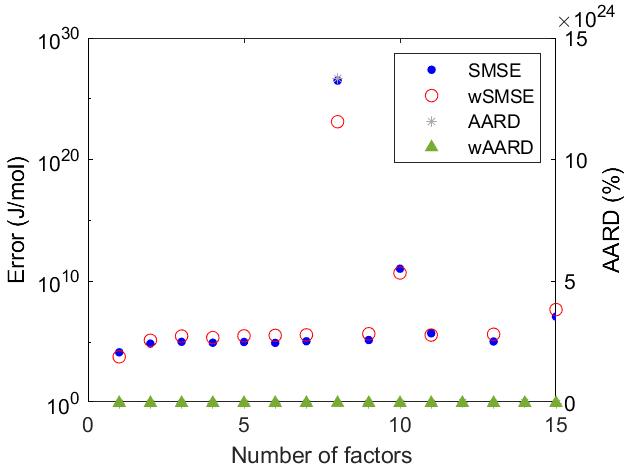 ×10^24
10^30
10^20
10^10
10^0
Error (J/mol)
SMSE
wSMSE
AARD
wAARD
15
10
5
0
AARD (%)
0 5 10 15
Number of factors